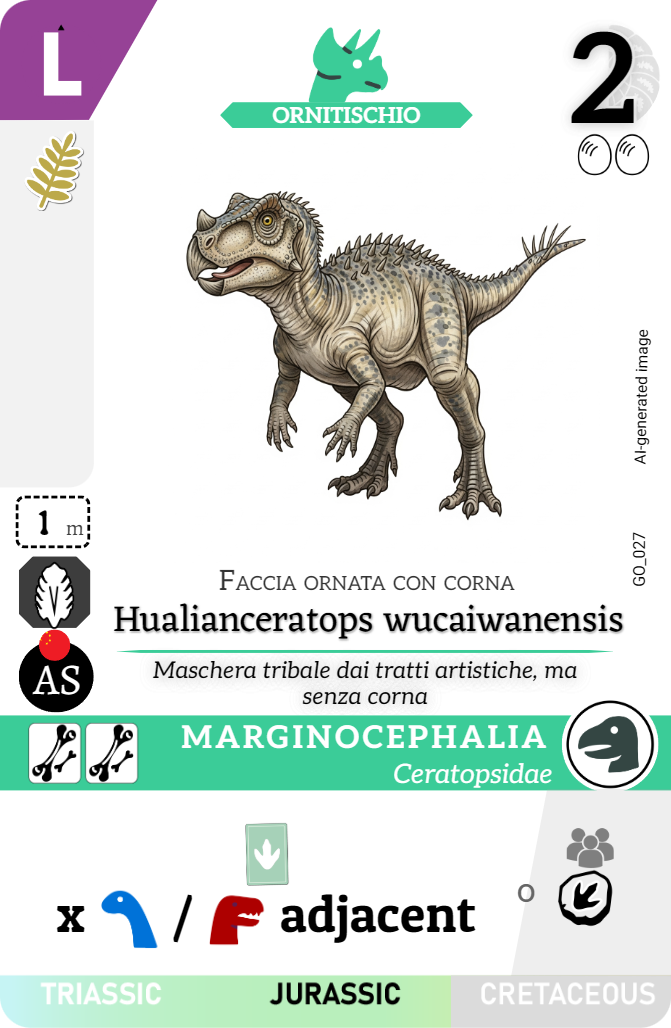 L
ORNITISCHIO
2
AI-generated image
GO_027
1 m
AS
FACCIA ORNATA CON CORNA
Hualianceratops wucaiwanensis
Maschera tribale dai tratti artistiche, ma
senza corna
MARGINOCEPHALIA
Ceratopsidae
x / adjacent
O
TRIASSIC JURASSIC CRETACEOUS